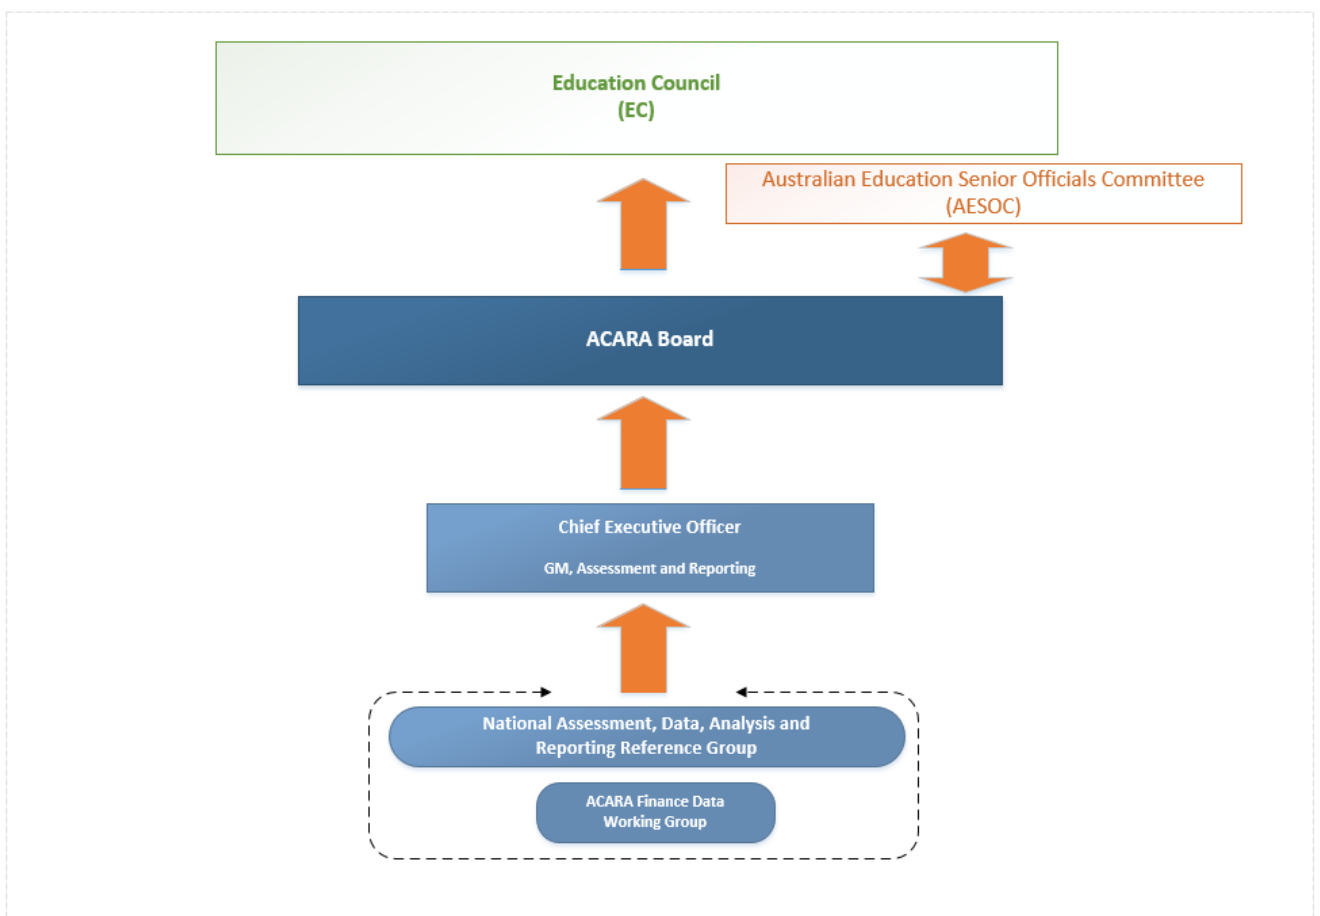 Education Council
(EC)
Australian Education Senior Officials Committee
(AESOC)
ACARA Board
Chief Executive Officer
GM, Assessment and Reporting
National Assessment, Data, Analysis and
Reporting Reference Group
ACARA Finance Data
Working Group